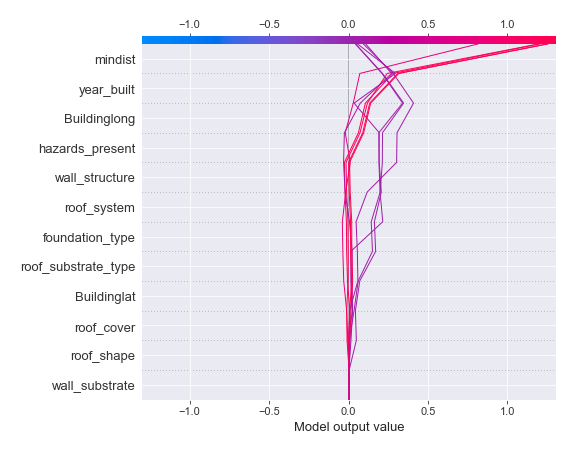 −1.0 −0.5 0.0 0.5 1.0
mindist
year_built
Buildinglong
hazards_present
wall_structure
roof_system
foundation_type
roof_substrate_type
Buildinglat
roof_cover
roof_shape
wall_substrate
−1.0 −0.5 0.0 0.5 1.0
Model output value